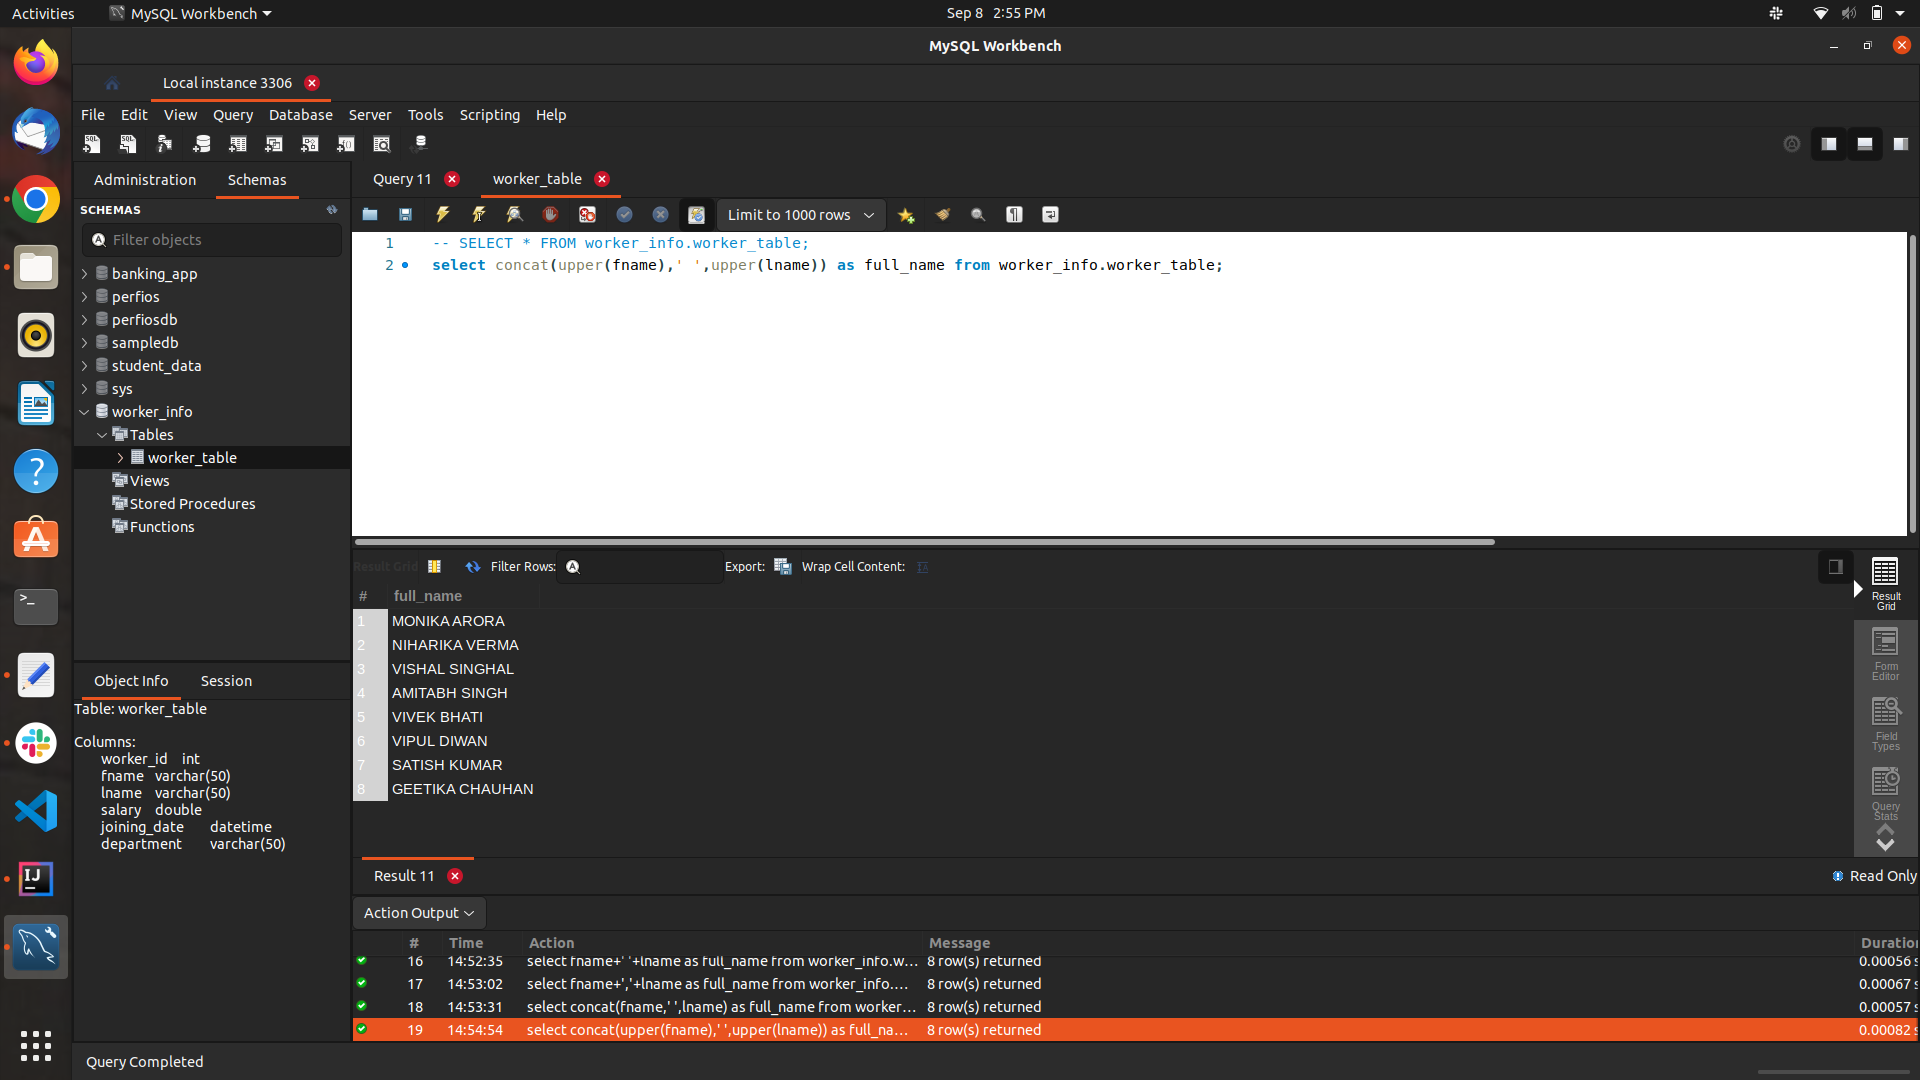 Activities
MySQL Workbench
Sep 8 2:55 PM
MySQL Workbench
Local instance 3306
File Edit View Query Database Server Tools Scripting Help
Administration
Schemas
Query 11
worker_table
SCHEMAS
Limit to 1000 rows
Filter objects
1 -- SELECT * FROM worker_info.worker_table;
2 select concat(upper(fname),' ',upper(lname)) as full_name from worker_info.worker_table;
banking_app
perfios
perfiosdb
sampledb
student_data
sys
worker_info
Tables
worker_table
Views
Stored Procedures
Functions
Result Grid
Filter Rows:
Export:
Wrap Cell Content:
# full_name
1 MONIKA ARORA
2 NIHARIKA VERMA
3 VISHAL SINGHAL
4 AMITABH SINGH
5 VIVEK BHATI
6 VIPUL DIWAN
7 SATISH KUMAR
8 GEETIKA CHAUHAN
Result
Grid
Form
Editor
Field
Types
Query
Stats
Object Info
Session
Table: worker_table
Columns:
worker_id int
fname varchar(50)
lname varchar(50)
salary double
joining_date datetime
department varchar(50)
Result 11
Read Only
Action Output
# Time Action Message Duration
16 14:52:35 select fname+' '+lname as full_name from worker_info.w... 8 row(s) returned 0.00056 s
17 14:53:02 select fname+','+lname as full_name from worker_info.... 8 row(s) returned 0.00067 s
18 14:53:31 select concat(fname,' ',lname) as full_name from worker... 8 row(s) returned 0.00057 s
19 14:54:54 select concat(upper(fname),' ',upper(lname)) as full_na... 8 row(s) returned 0.00082 s
Query Completed